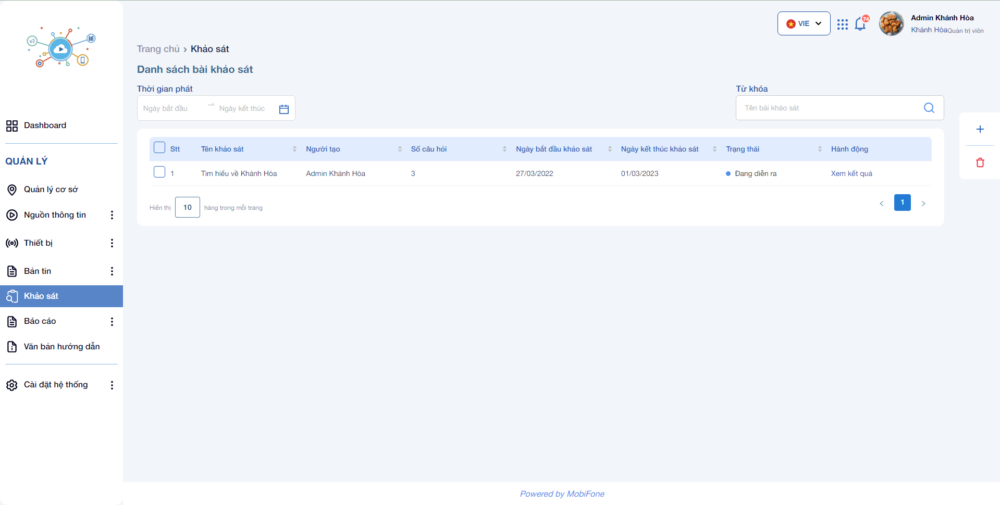 VIE
74
Admin Khánh Hòa
Khánh HòaQuản trị viên
Trang chủ › Khảo sát
Danh sách bài khảo sát
Thời gian phát
Từ khóa
Ngày bắt đầu → Ngày kết thúc
Tên bài khảo sát
Dashboard
QUẢN LÝ
Quản lý cơ sở
Nguồn thông tin
Thiết bị
Bản tin
Khảo sát
Báo cáo
Văn bản hướng dẫn
Cài đặt hệ thống
Stt Tên khảo sát Người tạo Số câu hỏi Ngày bắt đầu khảo sát Ngày kết thúc khảo sát Trạng thái Hành động
1 Tìm hiểu về Khánh Hòa Admin Khánh Hòa 3 27/03/2022 01/03/2023 Đang diễn ra Xem kết quả
Hiển thị 10 hàng trong mỗi trang
< 1 >
Powered by MobiFone